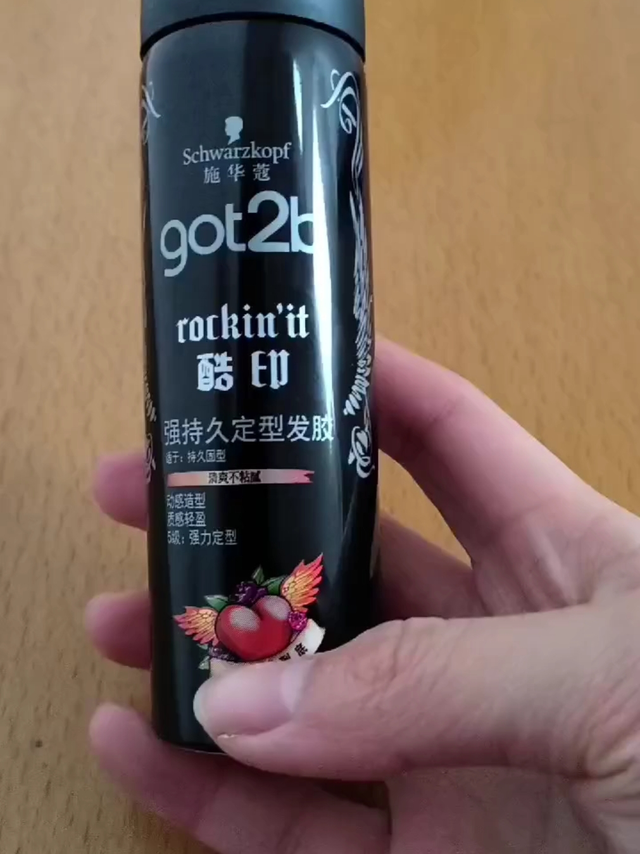 Schwarzkopf
施华蔻
got2b
rockin'it
酷印
强持久定型发胶
适于：持久固型
清爽不粘腻
动感造型
质感轻盈
5级：强力定型